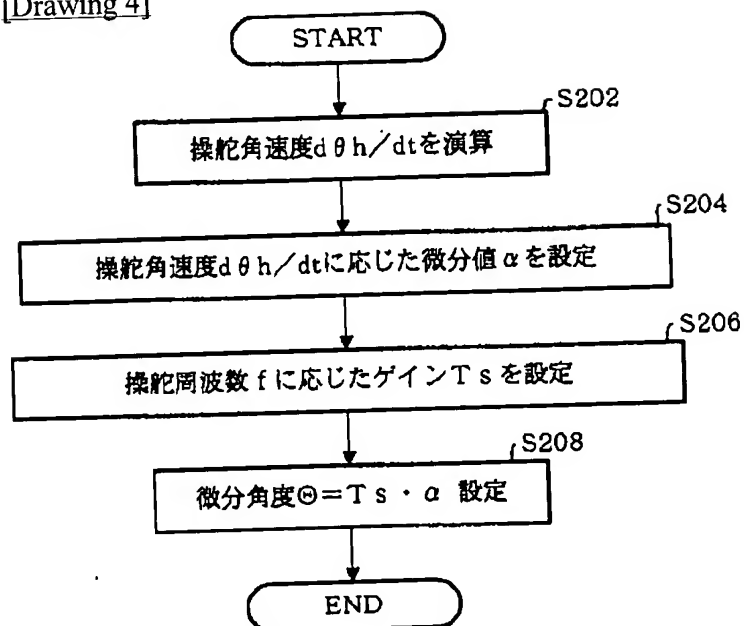 [Drawing 4]
START
S202
操舵角速度dθh/dtを演算
S204
操舵角速度dθh/dtに応じた微分値αを設定
S206
操舵周波数fに応じたゲインTsを設定
S208
微分角度Θ=Ts・α 設定
END